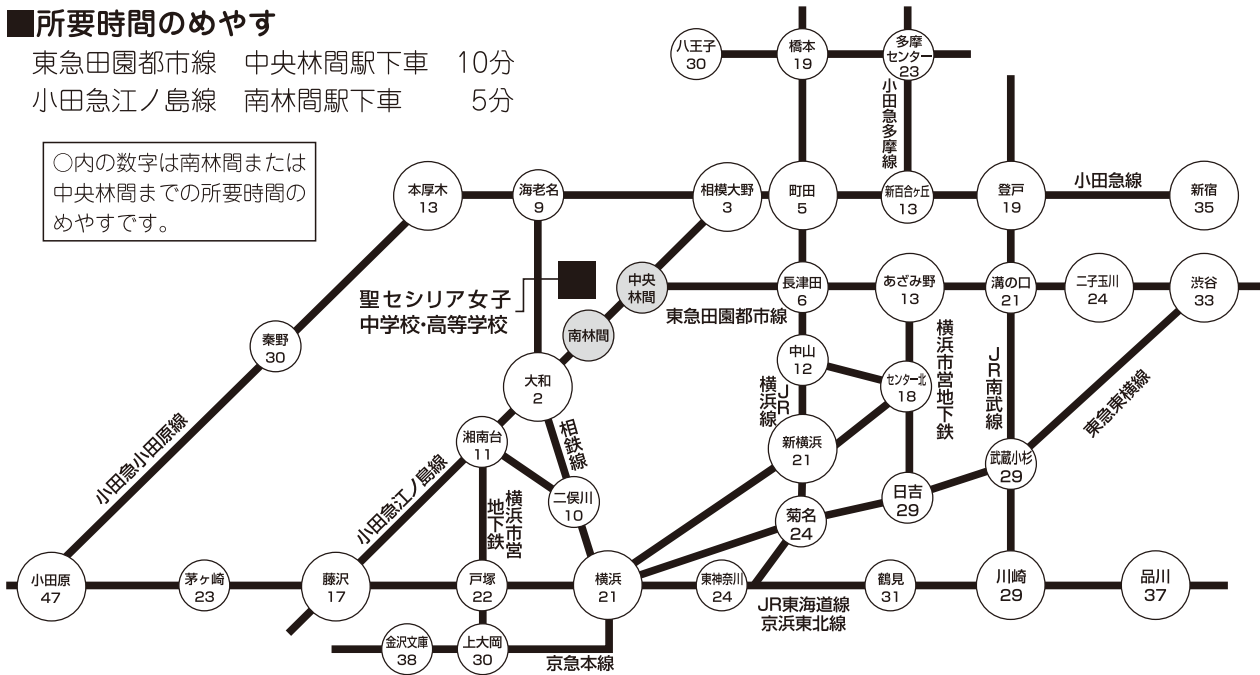 ■所要時間のめやす
東急田園都市線 中央林間駅下車 10分
小田急江ノ島線 南林間駅下車 5分
○内の数字は南林間または
中央林間までの所要時間の
めやすです。
八王子
30
橋本
19
多摩
センター
23
小田急多摩線
本厚木
13
海老名
9
相模大野
3
町田
5
新百合ヶ丘
13
登戸
19
小田急線
新宿
35
聖セシリア女子
中学校・高等学校
中央
林間
南林間
東急田園都市線
長津田
6
あざみ野
13
溝の口
21
二子玉川
24
渋谷
33
秦野
30
大和
2
中山
12
JR
横浜線
センター北
18
横浜市営地下鉄
JR南武線
東急東横線
小田急小田原線
湘南台
11
相鉄線
新横浜
21
武蔵小杉
29
小田急江ノ島線
横浜市営
地下鉄
二俣川
10
菊名
24
日吉
29
小田原
47
茅ヶ崎
23
藤沢
17
戸塚
22
横浜
21
東神奈川
24
鶴見
31
川崎
29
品川
37
JR東海道線
京浜東北線
金沢文庫
38
上大岡
30
京急本線